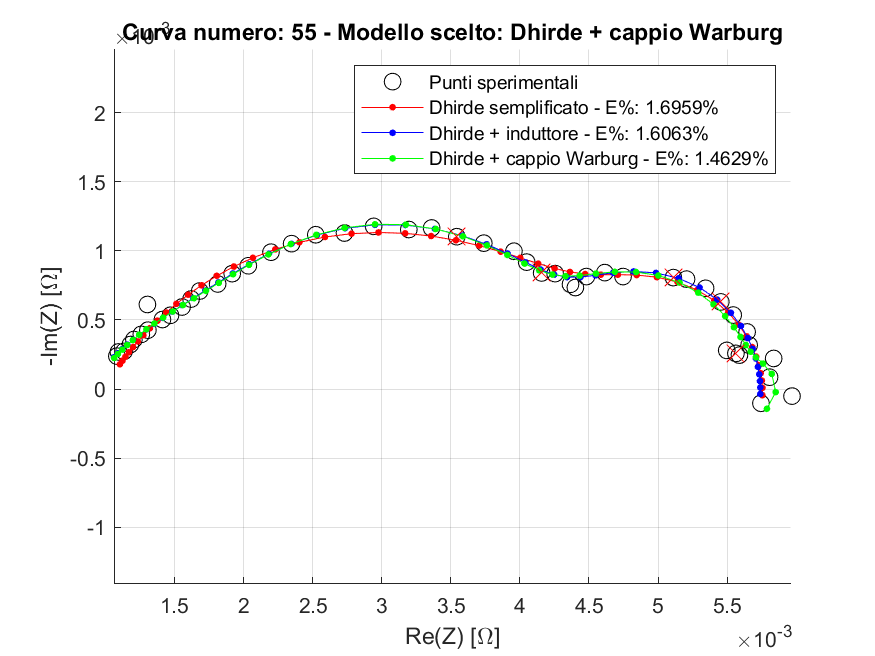 Curva numero: 55 - Modello scelto: Dhirde + cappio Warburg
×10⁻³
Punti sperimentali
Dhirde semplificato - E%: 1.6959%
Dhirde + induttore - E%: 1.6063%
Dhirde + cappio Warburg - E%: 1.4629%
2
1.5
1
0.5
0
-0.5
-1
-Im(Z) [Ω]
1.5 2 2.5 3 3.5 4 4.5 5 5.5
Re(Z) [Ω]
×10⁻³